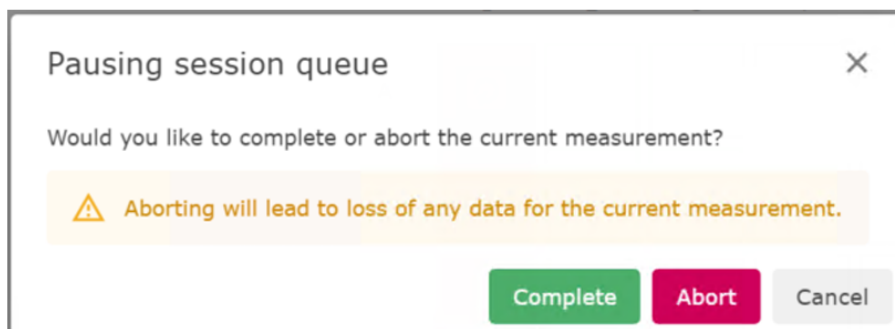 Pausing session queue
Would you like to complete or abort the current measurement?
Aborting will lead to loss of any data for the current measurement.
Complete Abort Cancel